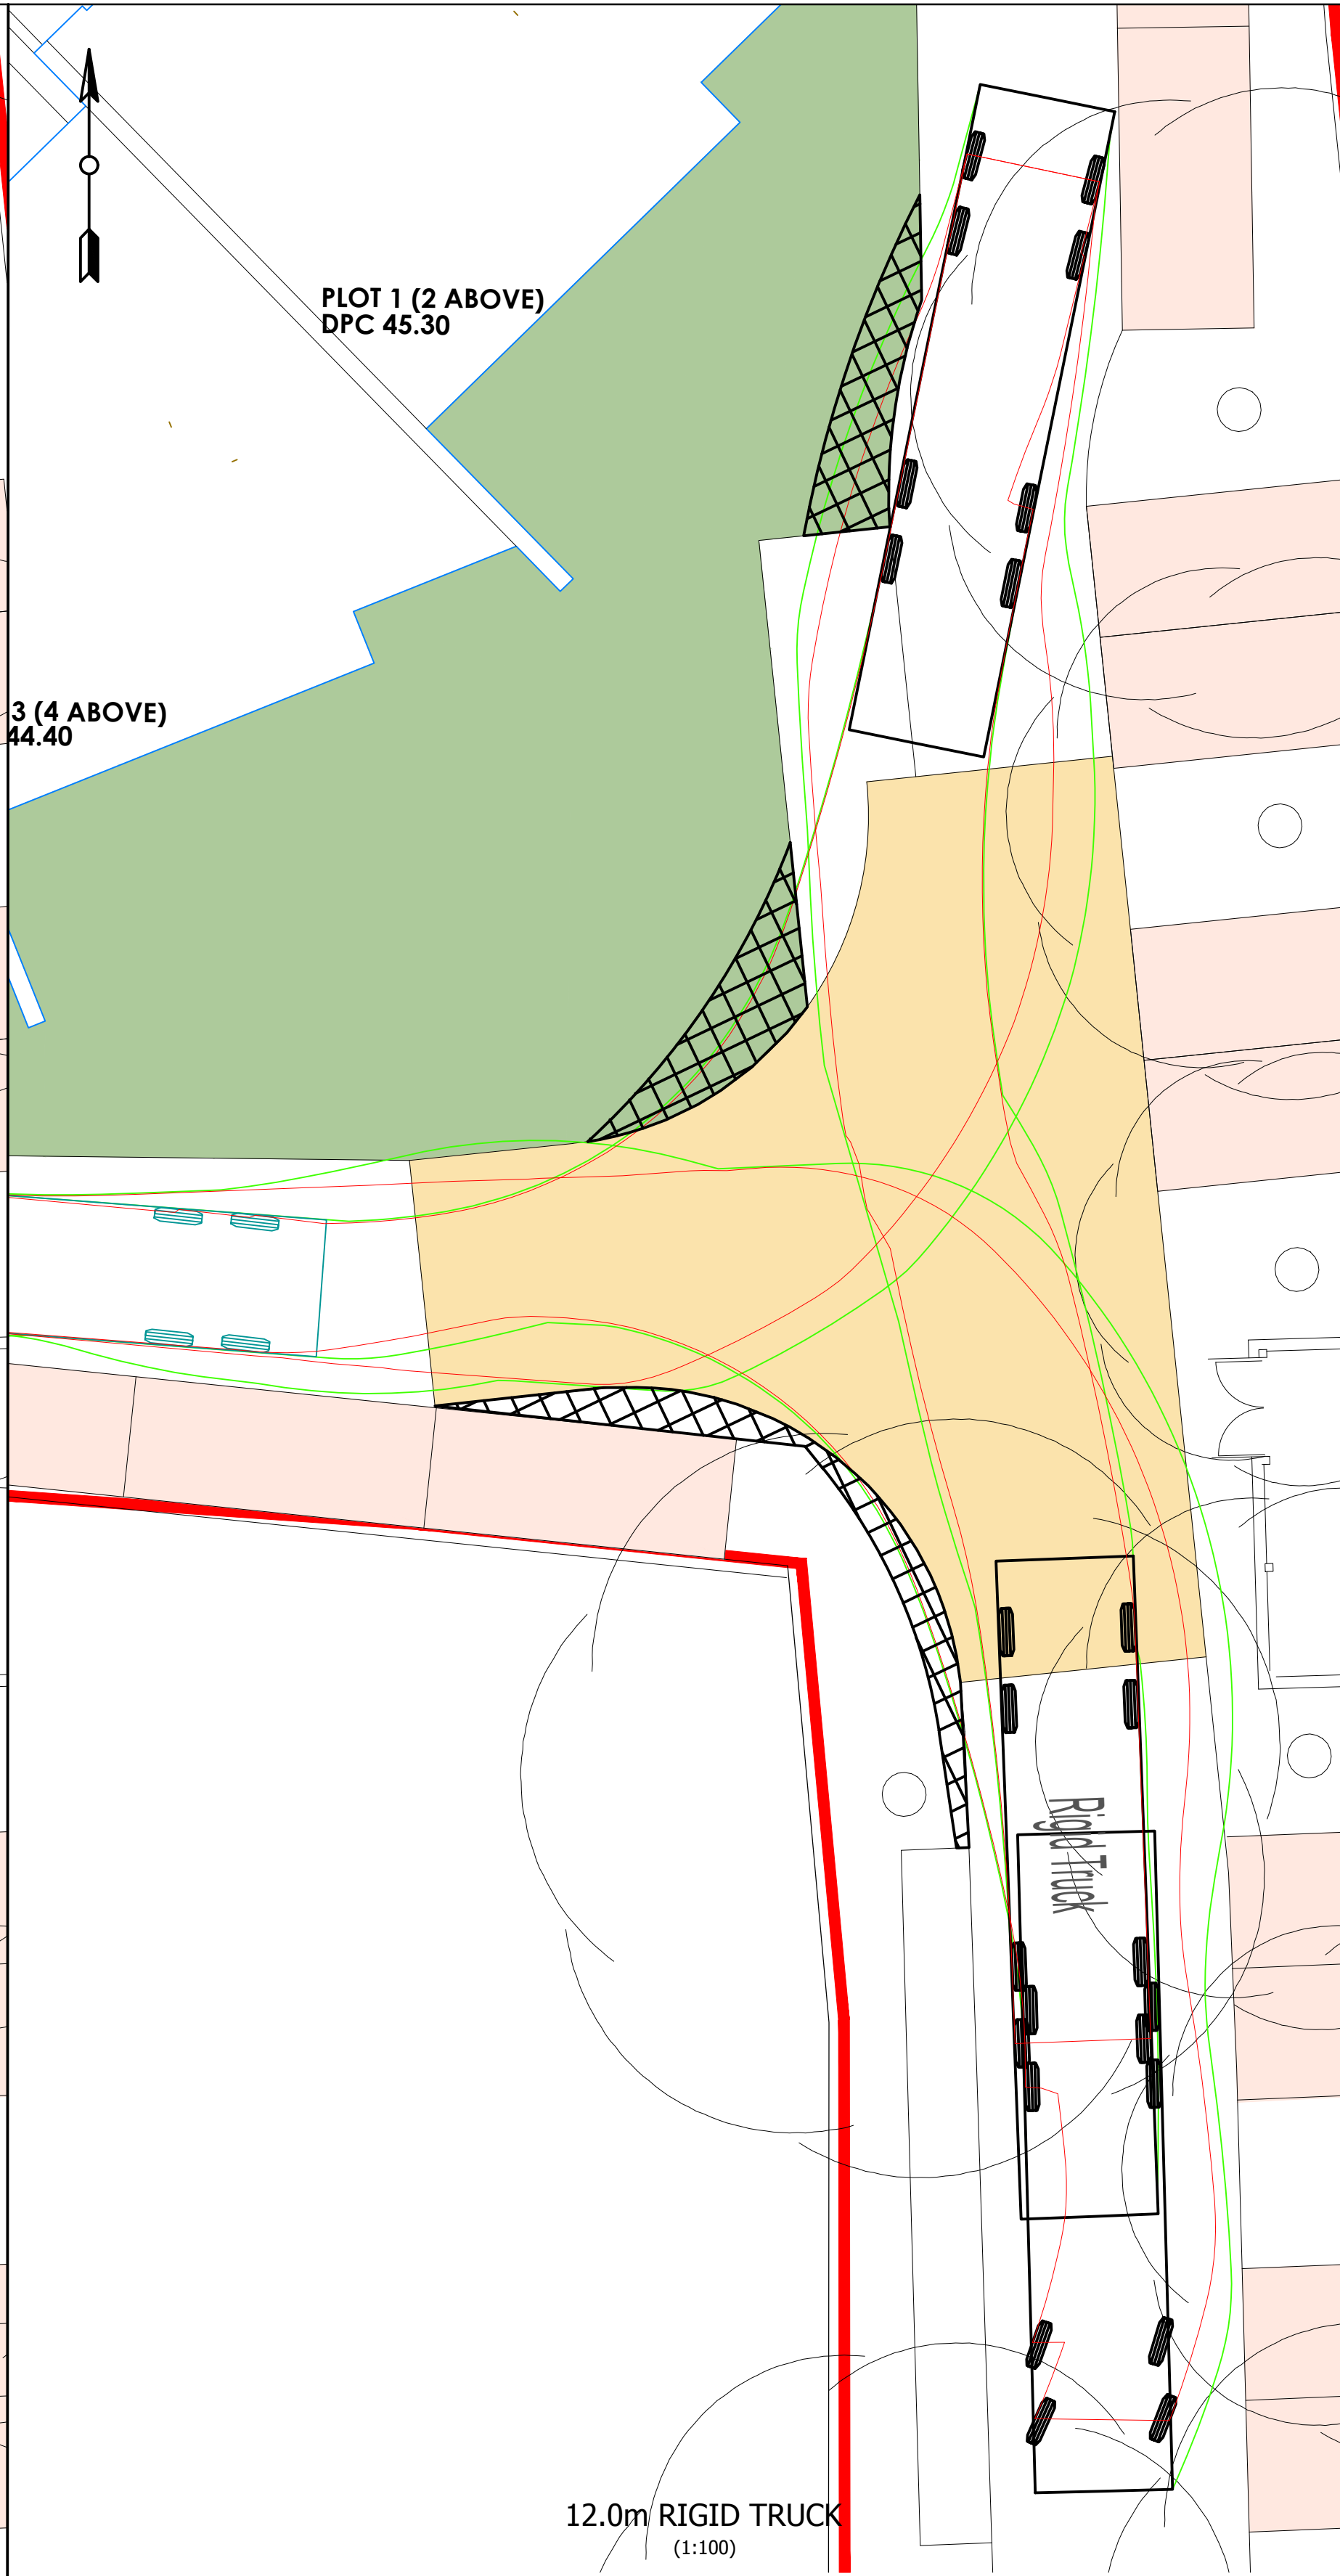 PLOT 1 (2 ABOVE)
DPC 45.30
3 (4 ABOVE)
44.40
Rigid Truck
12.0m RIGID TRUCK
(1:100)